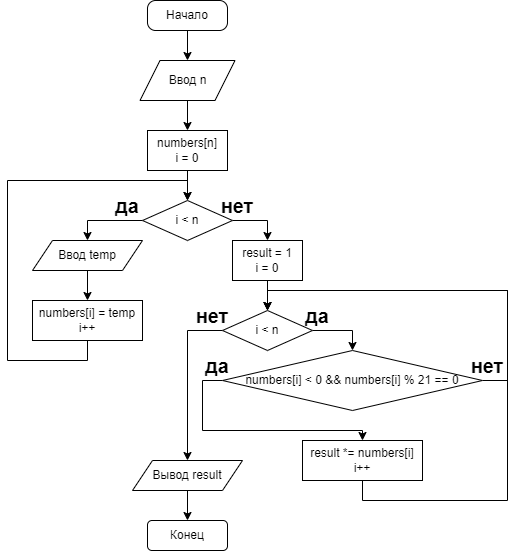 Начало
Ввод n
numbers[n]
i = 0
да
i < n
нет
Ввод temp
result = 1
i = 0
numbers[i] = temp
i++
нет
i < n
да
да
numbers[i] < 0 && numbers[i] % 21 == 0
нет
result *= numbers[i]
i++
Вывод result
Конец